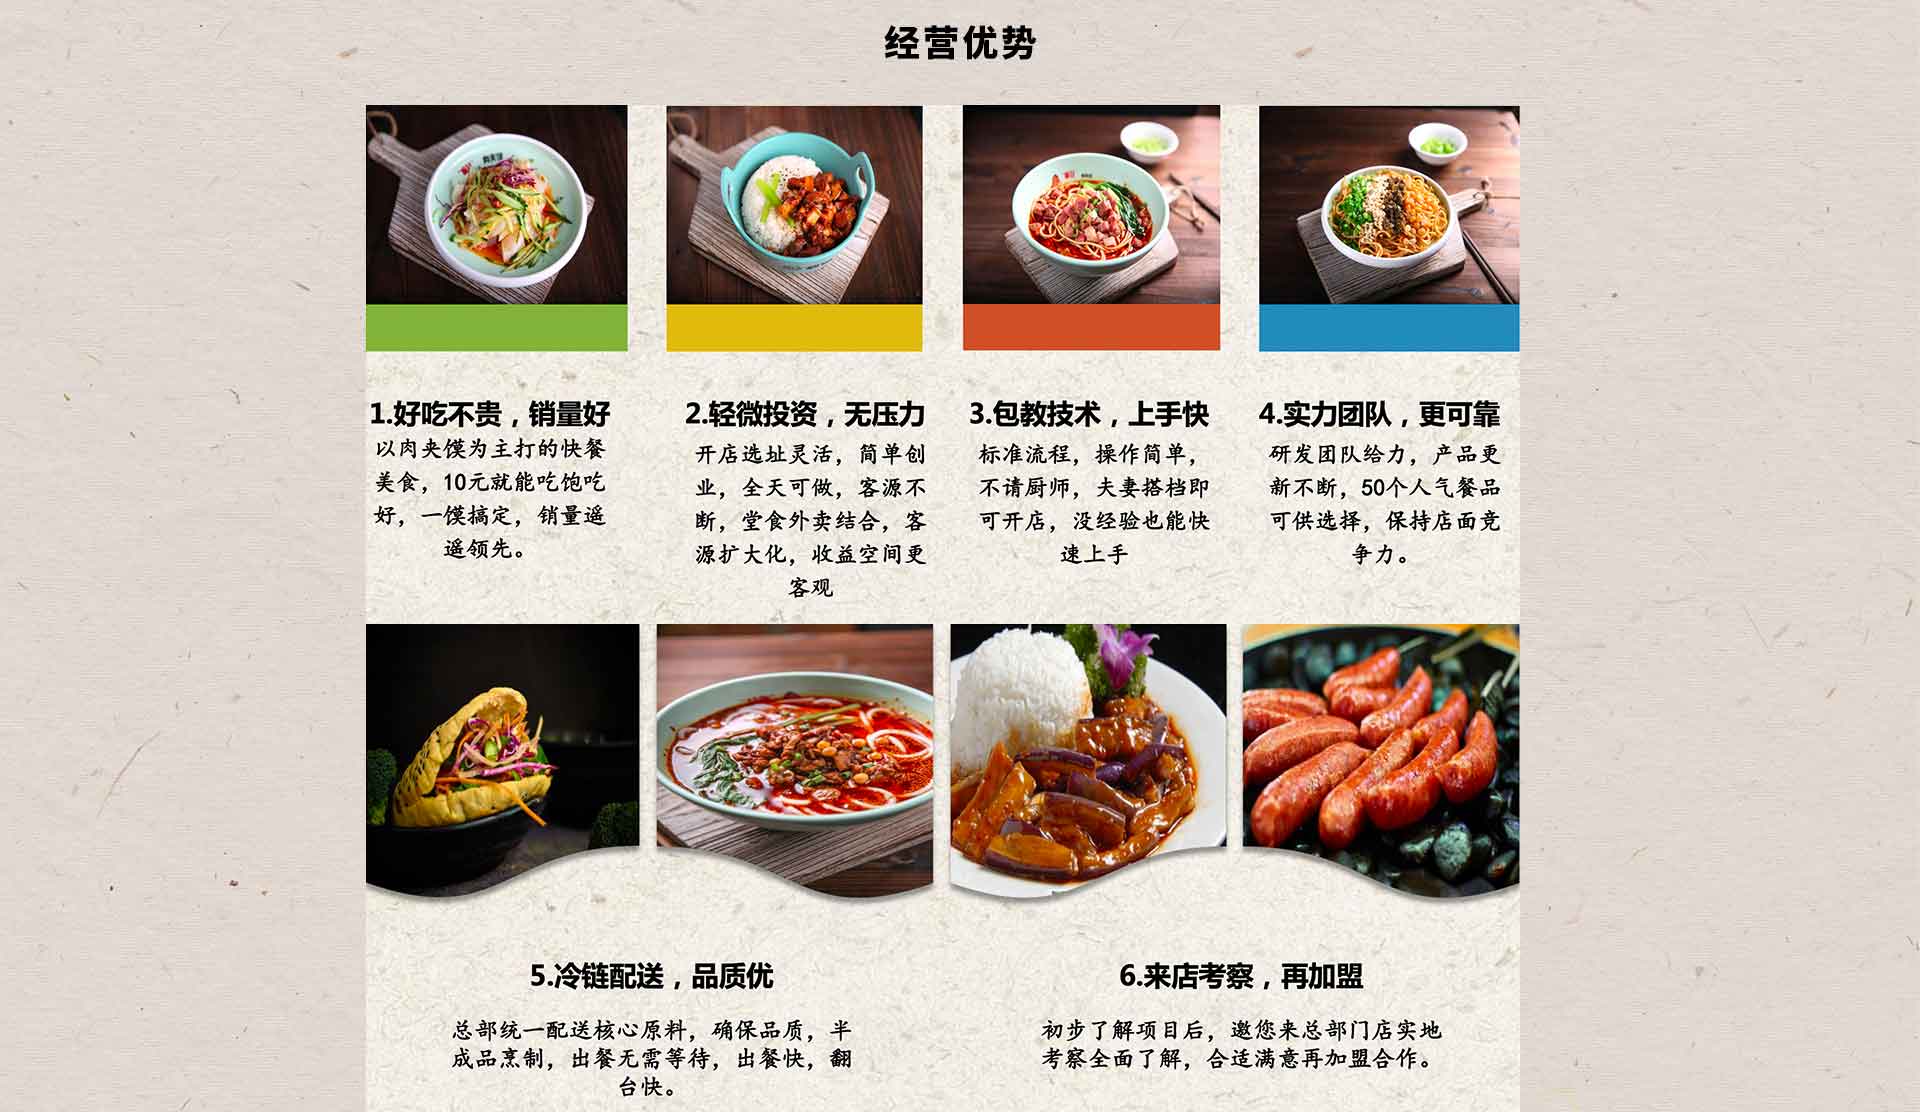 经营优势
1.好吃不贵，销量好
以肉夹馍为主打的快餐
美食，10元就能吃饱吃
好，一馍搞定，销量遥
遥领先。
2.轻微投资，无压力
开店选址灵活，简单创
业，全天可做，客源不
断，堂食外卖结合，客
源扩大化，收益空间更
客观
3.包教技术，上手快
标准流程，操作简单，
不请厨师，夫妻搭档即
可开店，没经验也能快
速上手
4.实力团队，更可靠
研发团队给力，产品更
新不断，50个人气餐品
可供选择，保持店面竞
争力。
5.冷链配送，品质优
总部统一配送核心原料，确保品质，半
成品烹制，出餐无需等待，出餐快，翻
台快。
6.来店考察，再加盟
初步了解项目后，邀您来总部门店实地
考察全面了解，合适满意再加盟合作。